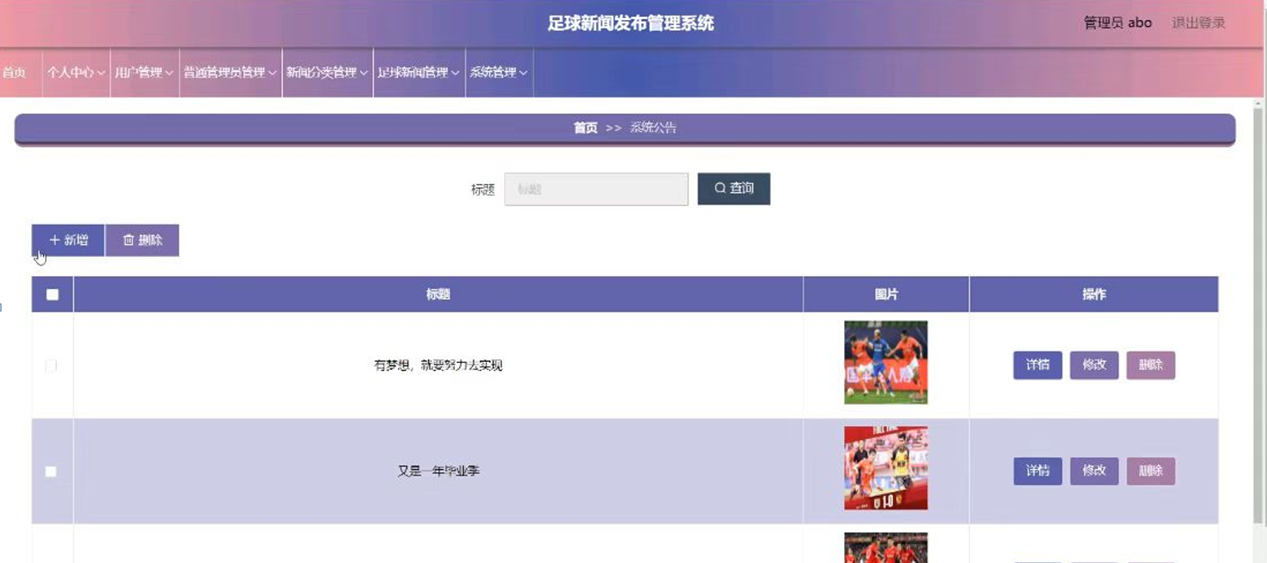 足球新闻发布管理系统
管理员 abo 退出登录
首页 个人中心 用户管理 普通管理员管理 新闻分类管理 足球新闻管理 系统管理
首页 >> 系统公告
标题 标题 查询
+ 新增 删除
标题 图片 操作
有梦想，就要努力去实现 详情 修改 删除
1-0
又是一年毕业季 详情 修改 删除